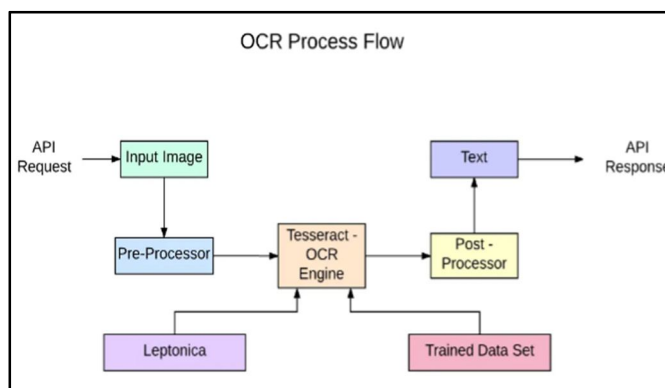 OCR Process Flow
API
Request
Input Image
Text
API
Response
Pre-Processor
Tesseract -
OCR
Engine
Post -
Processor
Leptonica
Trained Data Set